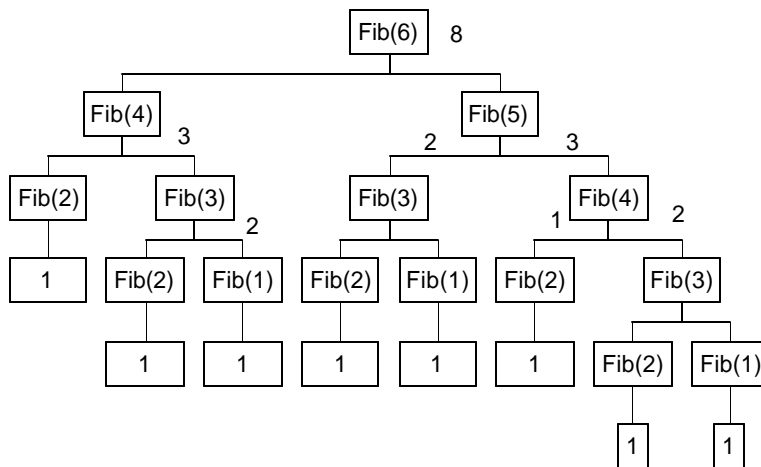 Fib(6) 8
Fib(4) Fib(5)
3 2 3
Fib(2) Fib(3) Fib(3) Fib(4)
2 1 2
1 Fib(2) Fib(1) Fib(2) Fib(1) Fib(2) Fib(3)
1 1 1 1 1 Fib(2) Fib(1)
1 1